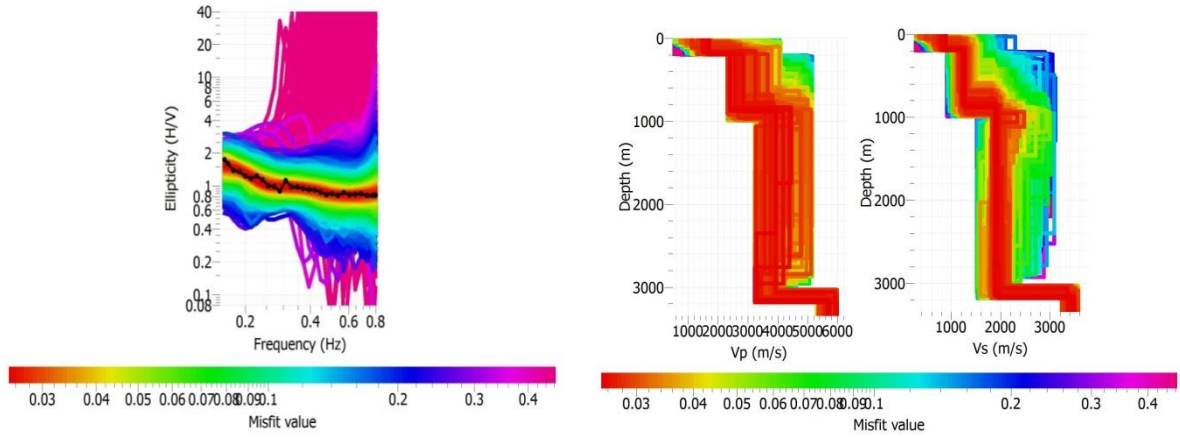 40
20
10
8
6
4
2
1
0.8
0.6
0.4
0.2
0.1
0.08
Ellipticity (H/V)
0.2 0.4 0.6 0.8
Frequency (Hz)
0.03 0.04 0.05 0.06 0.07 0.08 0.09 0.1 0.2 0.3 0.4
Misfit value
0
1000
2000
3000
Depth (m)
1000 2000 3000 4000 5000 6000
Vp (m/s)
0
1000
2000
3000
Depth (m)
1000 2000 3000
Vs (m/s)
0.03 0.04 0.05 0.06 0.07 0.08 0.09 0.1 0.2 0.3 0.4
Misfit value